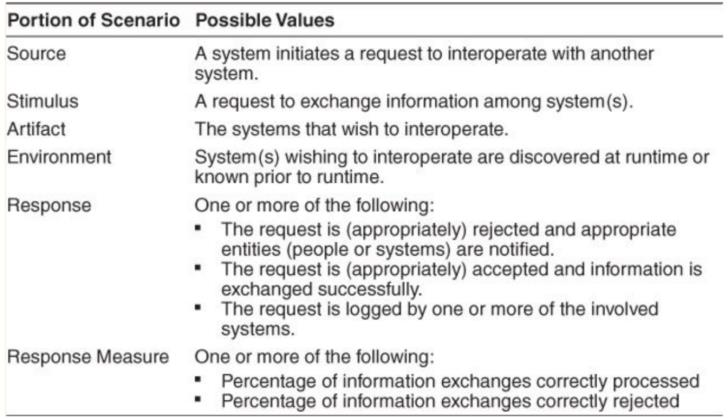 Portion of Scenario Possible Values
Source A system initiates a request to interoperate with another
system.
Stimulus A request to exchange information among system(s).
Artifact The systems that wish to interoperate.
Environment System(s) wishing to interoperate are discovered at runtime or
known prior to runtime.
Response One or more of the following:
▪ The request is (appropriately) rejected and appropriate
entities (people or systems) are notified.
▪ The request is (appropriately) accepted and information is
exchanged successfully.
▪ The request is logged by one or more of the involved
systems.
Response Measure One or more of the following:
▪ Percentage of information exchanges correctly processed
▪ Percentage of information exchanges correctly rejected